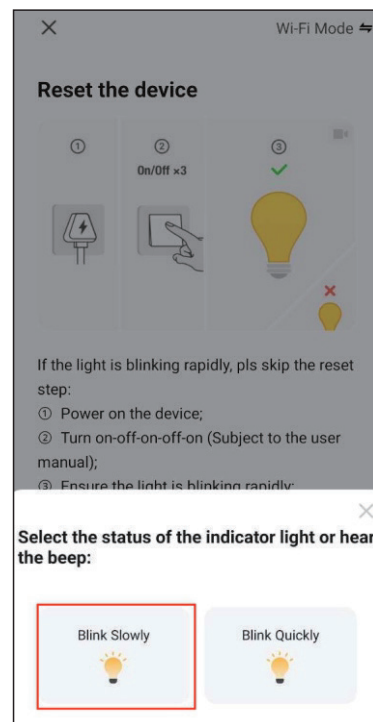 Wi-Fi Mode
Reset the device
① ② ③
On/Off ×3
If the light is blinking rapidly, pls skip the reset
step:
① Power on the device;
② Turn on-off-on-off-on (Subject to the user
manual);
③ Ensure the light is blinking rapidly;
Select the status of the indicator light or hear
the beep:
Blink Slowly
Blink Quickly